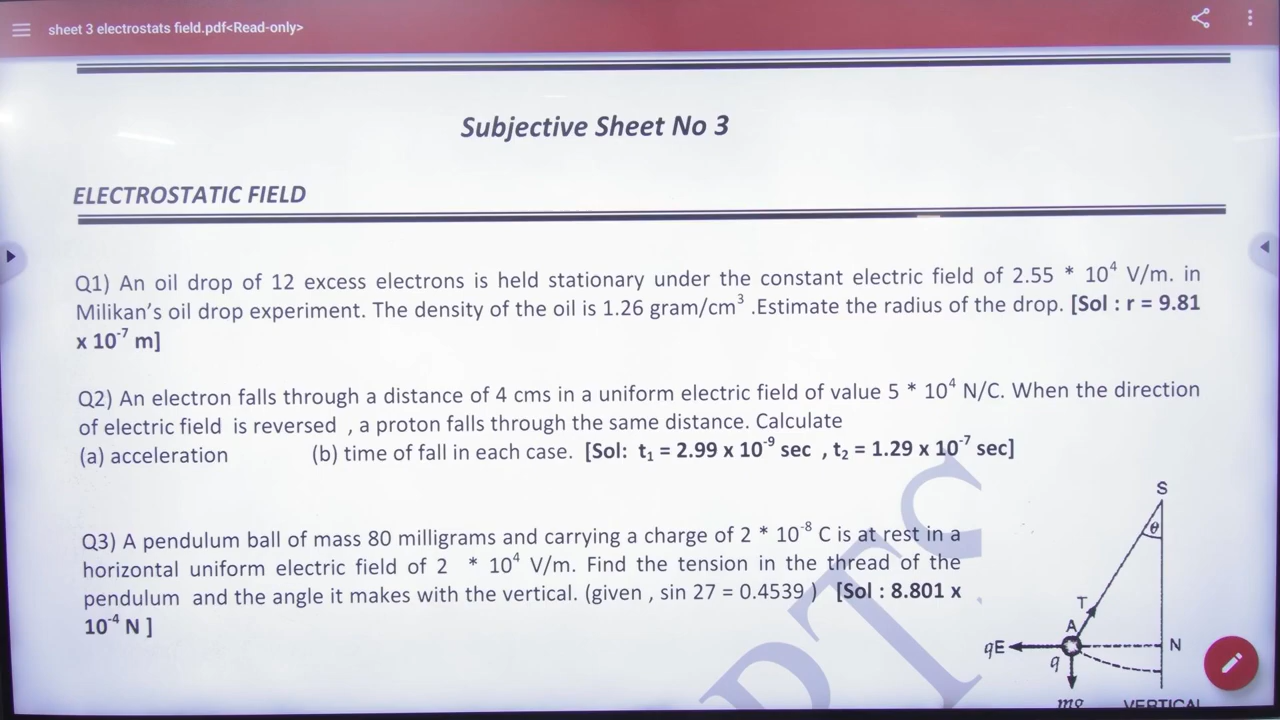 sheet 3 electrostats field.pdf<Read-only>
Subjective Sheet No 3
ELECTROSTATIC FIELD
Q1) An oil drop of 12 excess electrons is held stationary under the constant electric field of 2.55 * 10⁴ V/m. in
Milikan's oil drop experiment. The density of the oil is 1.26 gram/cm³ .Estimate the radius of the drop. [Sol : r = 9.81
x 10⁻⁷ m]
Q2) An electron falls through a distance of 4 cms in a uniform electric field of value 5 * 10⁴ N/C. When the direction
of electric field is reversed , a proton falls through the same distance. Calculate
(a) acceleration (b) time of fall in each case. [Sol: t₁ = 2.99 x 10⁻⁹ sec , t₂ = 1.29 x 10⁻⁷ sec]
Q3) A pendulum ball of mass 80 milligrams and carrying a charge of 2 * 10⁻⁸ C is at rest in a
horizontal uniform electric field of 2 * 10⁴ V/m. Find the tension in the thread of the
pendulum and the angle it makes with the vertical. (given , sin 27 = 0.4539 ) [Sol : 8.801 x
10⁻⁴ N ]
S
θ
T
A
qE
N
q
mg
VERTICAL
PTC